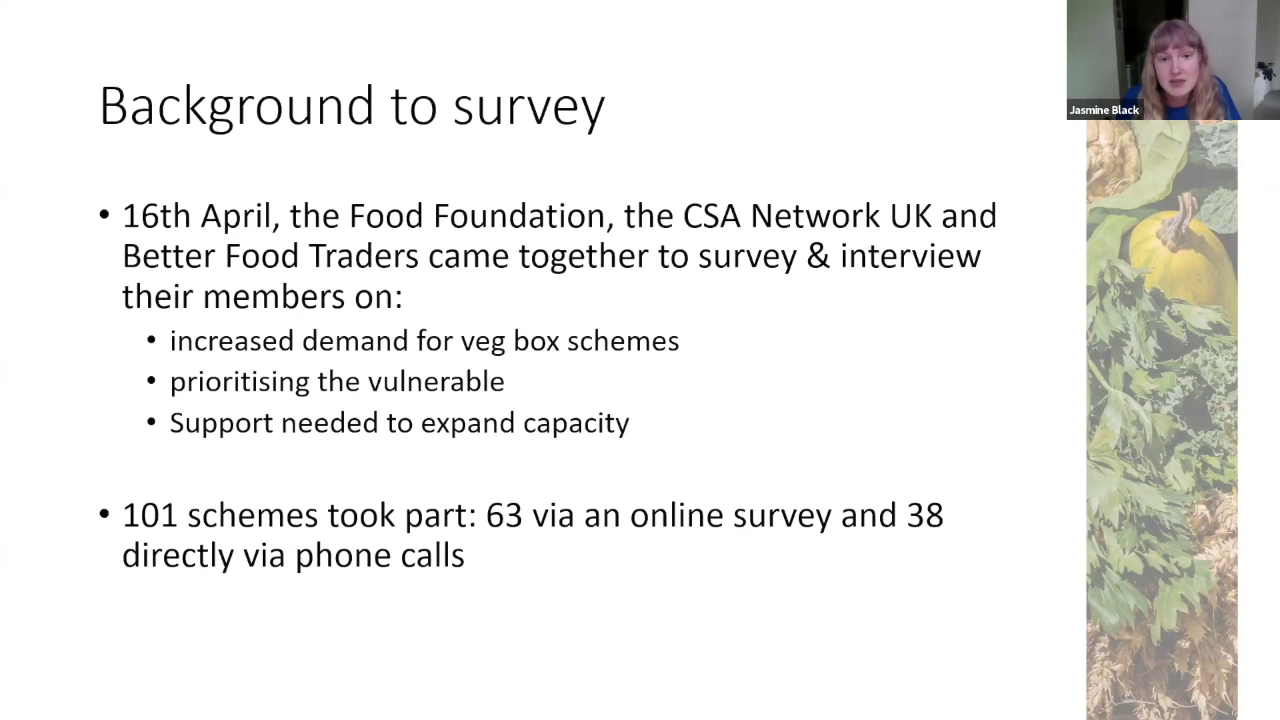 Background to survey
• 16th April, the Food Foundation, the CSA Network UK and
Better Food Traders came together to survey & interview
their members on:
• increased demand for veg box schemes
• prioritising the vulnerable
• Support needed to expand capacity
• 101 schemes took part: 63 via an online survey and 38
directly via phone calls
Jasmine Black